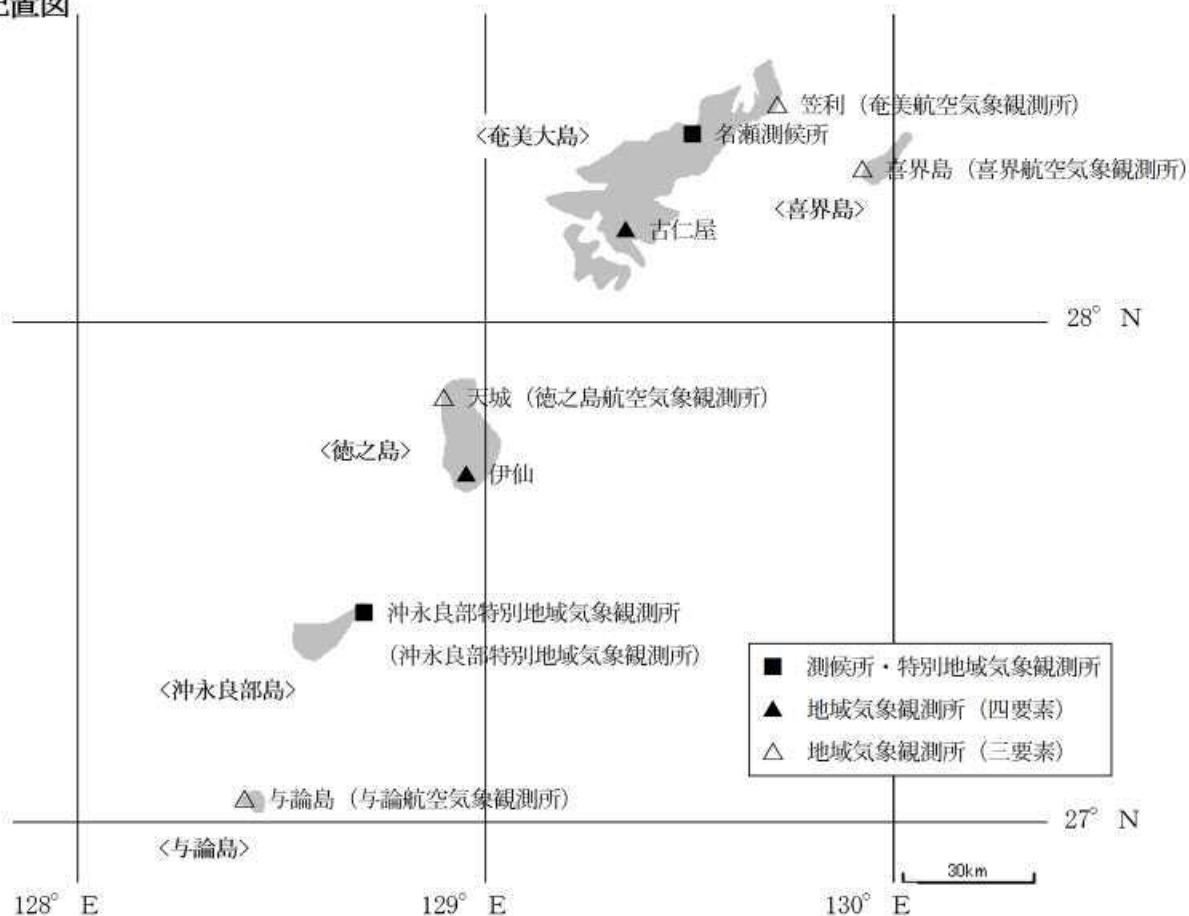 配置図
笠利（奄美航空気象観測所）
<奄美大島>
名瀬測候所
喜界島（喜界航空気象観測所）
<喜界島>
古仁屋
28° N
天城（徳之島航空気象観測所）
<徳之島>
伊仙
沖永良部特別地域気象観測所
（沖永良部特別地域気象観測所）
<沖永良部島>
測候所・特別地域気象観測所
地域気象観測所（四要素）
地域気象観測所（三要素）
与論島（与論航空気象観測所）
27° N
<与論島>
30km
128° E
129° E
130° E